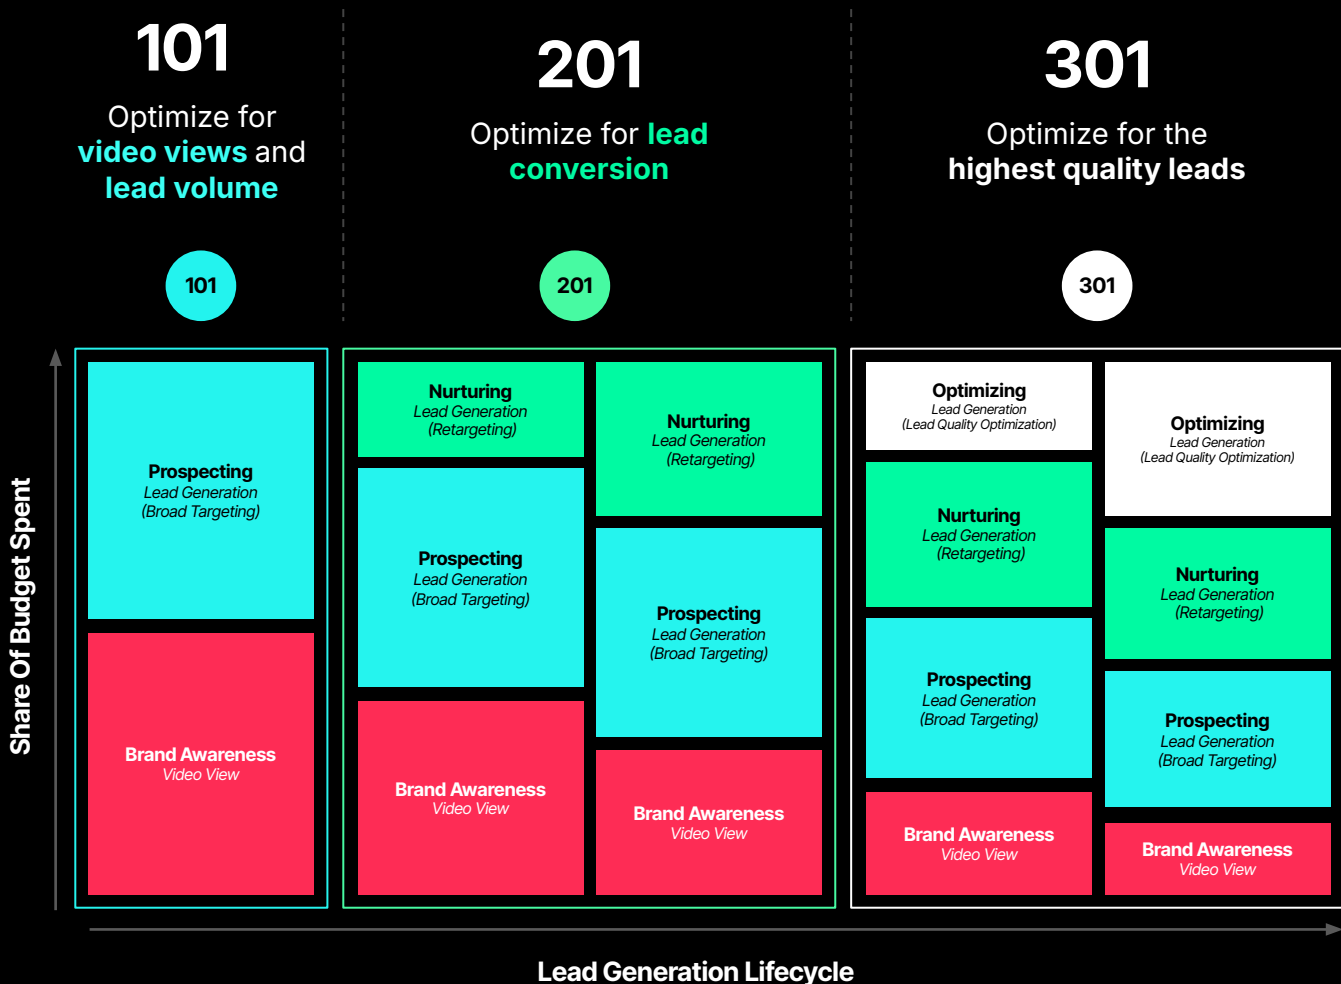 101
Optimize for
video views and
lead volume
201
Optimize for lead
conversion
301
Optimize for the
highest quality leads
101
201
301
Share Of Budget Spent
Prospecting
Lead Generation
(Broad Targeting)
Brand Awareness
Video View
Nurturing
Lead Generation
(Retargeting)
Prospecting
Lead Generation
(Broad Targeting)
Brand Awareness
Video View
Nurturing
Lead Generation
(Retargeting)
Prospecting
Lead Generation
(Broad Targeting)
Brand Awareness
Video View
Optimizing
Lead Generation
(Lead Quality Optimization)
Nurturing
Lead Generation
(Retargeting)
Prospecting
Lead Generation
(Broad Targeting)
Brand Awareness
Video View
Optimizing
Lead Generation
(Lead Quality Optimization)
Nurturing
Lead Generation
(Retargeting)
Prospecting
Lead Generation
(Broad Targeting)
Brand Awareness
Video View
Lead Generation Lifecycle